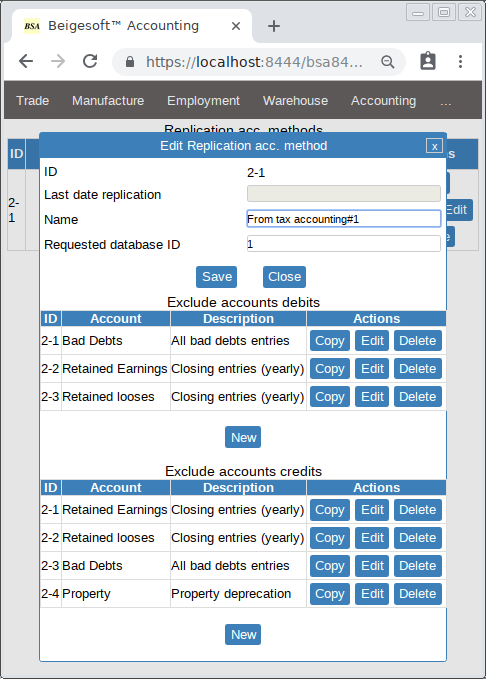 BSA Beigesoft™ Accounting
https://localhost:8444/bsa84…
Trade Manufacture Employment Warehouse Accounting ...
Replication acc. methods
ID s
2-1 Edit
Edit Replication acc. method x
ID 2-1
Last date replication
Name From tax accounting#1
Requested database ID 1
Save Close
Exclude accounts debits
ID Account Description Actions
2-1 Bad Debts All bad debts entries Copy Edit Delete
2-2 Retained Earnings Closing entries (yearly) Copy Edit Delete
2-3 Retained looses Closing entries (yearly) Copy Edit Delete
New
Exclude accounts credits
ID Account Description Actions
2-1 Retained Earnings Closing entries (yearly) Copy Edit Delete
2-2 Retained looses Closing entries (yearly) Copy Edit Delete
2-3 Bad Debts All bad debts entries Copy Edit Delete
2-4 Property Property deprecation Copy Edit Delete
New